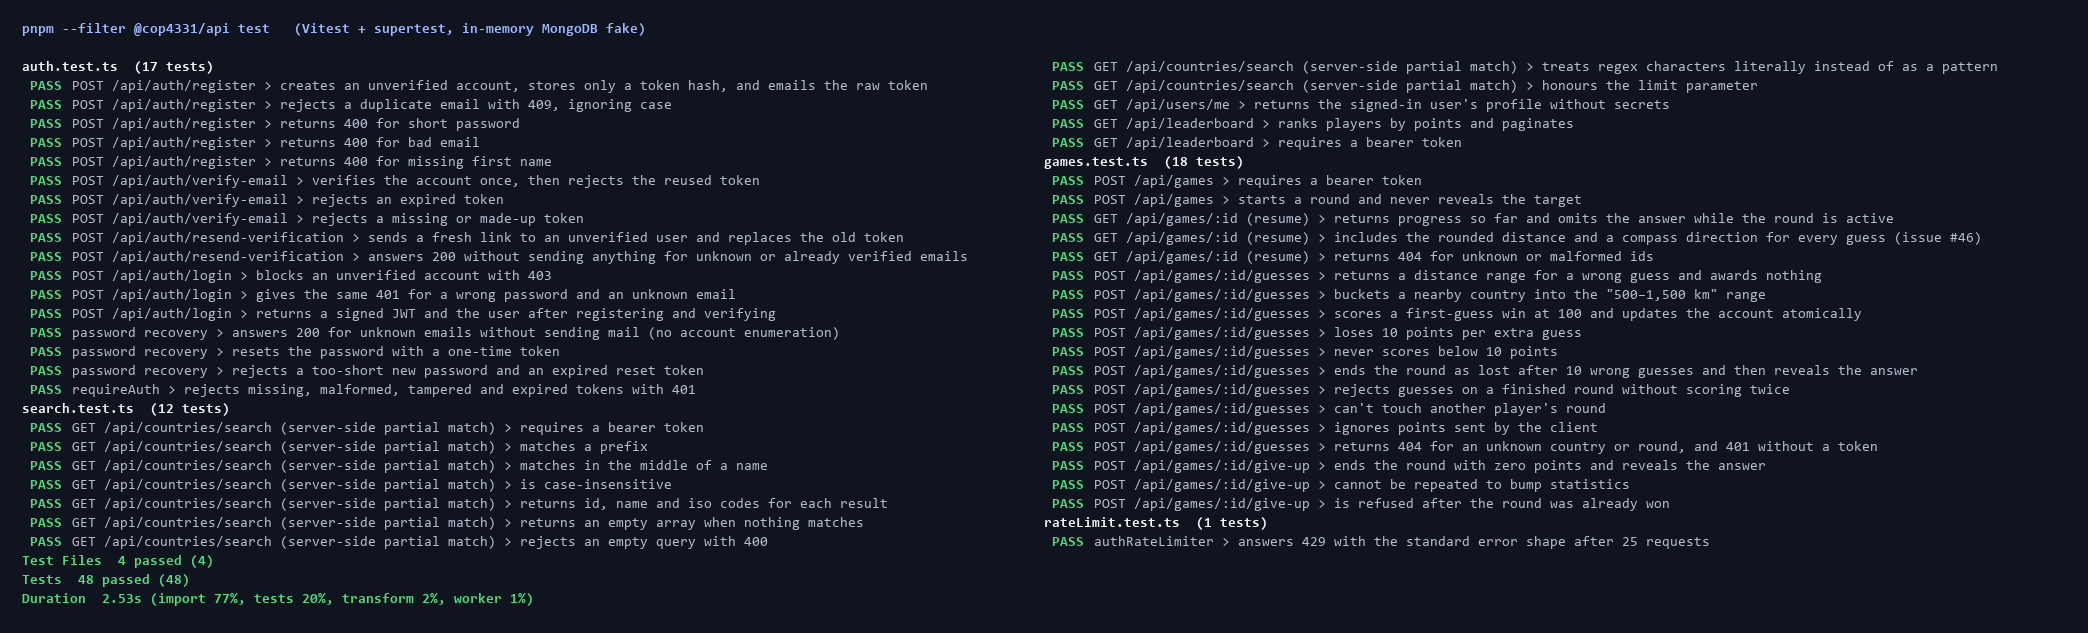 pnpm --filter @cop4331/api test   (Vitest + supertest, in-memory MongoDB fake)
auth.test.ts  (17 tests)
PASS POST /api/auth/register > creates an unverified account, stores only a token hash, and emails the raw token
PASS POST /api/auth/register > rejects a duplicate email with 409, ignoring case
PASS POST /api/auth/register > returns 400 for short password
PASS POST /api/auth/register > returns 400 for bad email
PASS POST /api/auth/register > returns 400 for missing first name
PASS POST /api/auth/verify-email > verifies the account once, then rejects the reused token
PASS POST /api/auth/verify-email > rejects an expired token
PASS POST /api/auth/verify-email > rejects a missing or made-up token
PASS POST /api/auth/resend-verification > sends a fresh link to an unverified user and replaces the old token
PASS POST /api/auth/resend-verification > answers 200 without sending anything for unknown or already verified emails
PASS POST /api/auth/login > blocks an unverified account with 403
PASS POST /api/auth/login > gives the same 401 for a wrong password and an unknown email
PASS POST /api/auth/login > returns a signed JWT and the user after registering and verifying
PASS password recovery > answers 200 for unknown emails without sending mail (no account enumeration)
PASS password recovery > resets the password with a one-time token
PASS password recovery > rejects a too-short new password and an expired reset token
PASS requireAuth > rejects missing, malformed, tampered and expired tokens with 401
search.test.ts  (12 tests)
PASS GET /api/countries/search (server-side partial match) > requires a bearer token
PASS GET /api/countries/search (server-side partial match) > matches a prefix
PASS GET /api/countries/search (server-side partial match) > matches in the middle of a name
PASS GET /api/countries/search (server-side partial match) > is case-insensitive
PASS GET /api/countries/search (server-side partial match) > returns id, name and iso codes for each result
PASS GET /api/countries/search (server-side partial match) > returns an empty array when nothing matches
PASS GET /api/countries/search (server-side partial match) > rejects an empty query with 400
PASS GET /api/countries/search (server-side partial match) > treats regex characters literally instead of as a pattern
PASS GET /api/countries/search (server-side partial match) > honours the limit parameter
PASS GET /api/users/me > returns the signed-in user's profile without secrets
PASS GET /api/leaderboard > ranks players by points and paginates
PASS GET /api/leaderboard > requires a bearer token
games.test.ts  (18 tests)
PASS POST /api/games > requires a bearer token
PASS POST /api/games > starts a round and never reveals the target
PASS GET /api/games/:id (resume) > returns progress so far and omits the answer while the round is active
PASS GET /api/games/:id (resume) > includes the rounded distance and a compass direction for every guess (issue #46)
PASS GET /api/games/:id (resume) > returns 404 for unknown or malformed ids
PASS POST /api/games/:id/guesses > returns a distance range for a wrong guess and awards nothing
PASS POST /api/games/:id/guesses > buckets a nearby country into the "500–1,500 km" range
PASS POST /api/games/:id/guesses > scores a first-guess win at 100 and updates the account atomically
PASS POST /api/games/:id/guesses > loses 10 points per extra guess
PASS POST /api/games/:id/guesses > never scores below 10 points
PASS POST /api/games/:id/guesses > ends the round as lost after 10 wrong guesses and then reveals the answer
PASS POST /api/games/:id/guesses > rejects guesses on a finished round without scoring twice
PASS POST /api/games/:id/guesses > can't touch another player's round
PASS POST /api/games/:id/guesses > ignores points sent by the client
PASS POST /api/games/:id/guesses > returns 404 for an unknown country or round, and 401 without a token
PASS POST /api/games/:id/give-up > ends the round with zero points and reveals the answer
PASS POST /api/games/:id/give-up > cannot be repeated to bump statistics
PASS POST /api/games/:id/give-up > is refused after the round was already won
rateLimit.test.ts  (1 tests)
PASS authRateLimiter > answers 429 with the standard error shape after 25 requests
Test Files  4 passed (4)
Tests  48 passed (48)
Duration  2.53s (import 77%, tests 20%, transform 2%, worker 1%)